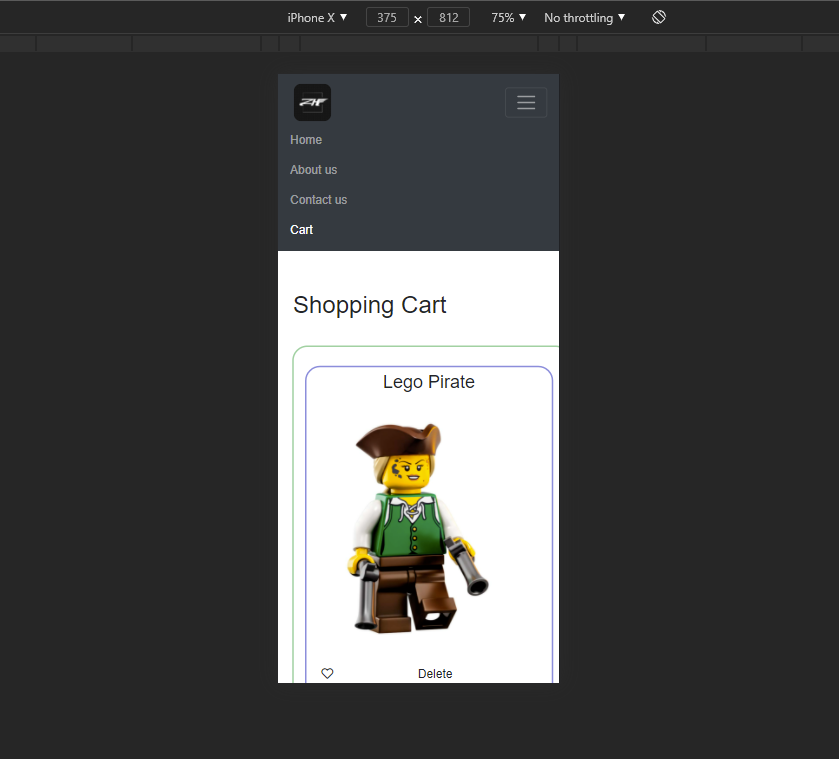 iPhone X 375 × 812 75% No throttling
Home
About us
Contact us
Cart
Shopping Cart
Lego Pirate
Delete